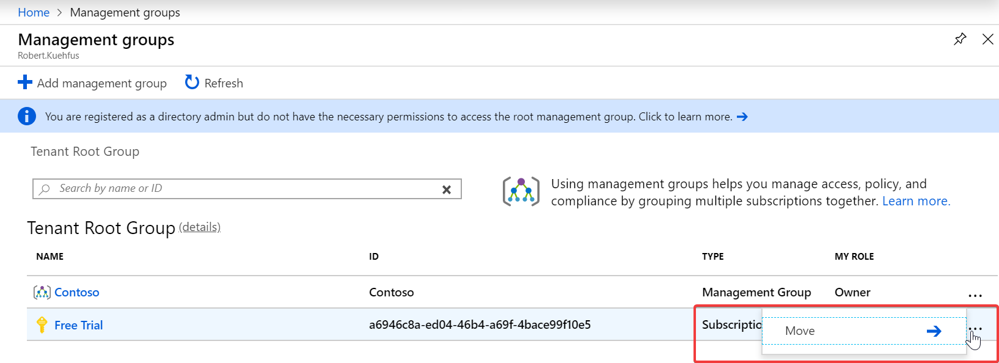 Home > Management groups
Management groups
Robert.Kuehfus
Add management group Refresh
You are registered as a directory admin but do not have the necessary permissions to access the root management group. Click to learn more.
Tenant Root Group
Search by name or ID
Using management groups helps you manage access, policy, and
compliance by grouping multiple subscriptions together. Learn more.
Tenant Root Group (details)
NAME ID TYPE MY ROLE
Contoso Contoso Management Group Owner ...
Free Trial a6946c8a-ed04-46b4-a69f-4bace99f10e5 Subscriptio ...
Move